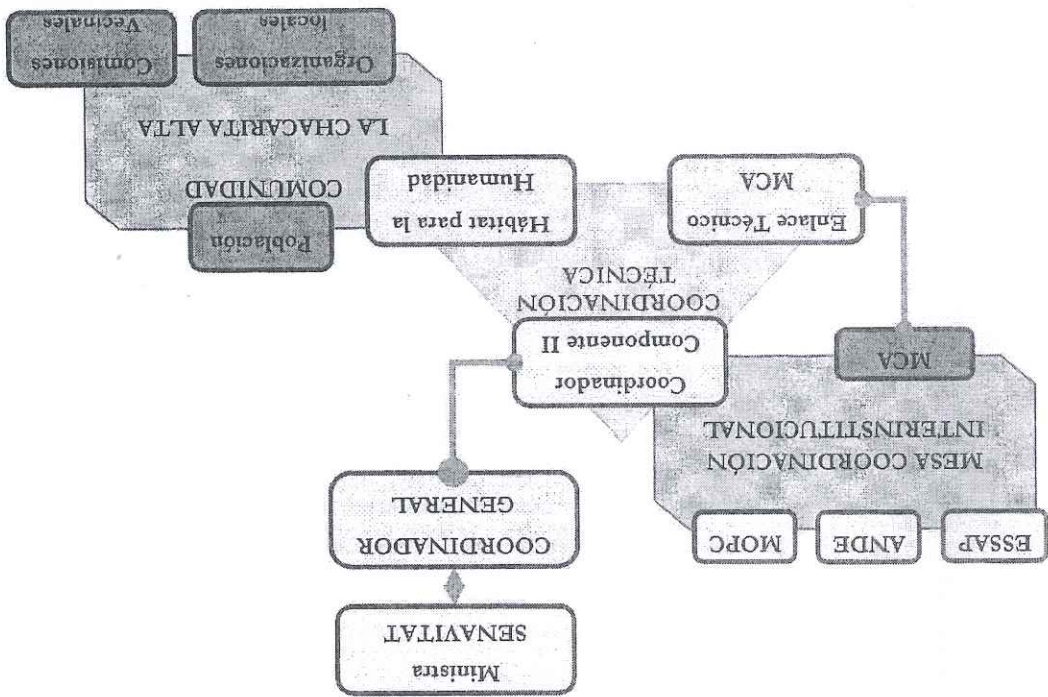 Ministra
SENAVITAT
COORDINADOR
GENERAL
ESSAP
ANDE
MOPC
MESA COORDINACIÓN
INTERINSTITUCIONAL
MCA
Coordinador
Componente II
COORDINACIÓN
TÉCNICA
Enlace Técnico
MCA
Hábitat para la
Humanidad
Población
COMUNIDAD
LA CHACARITA ALTA
Organizaciones
locales
Comisiones
Vecinales